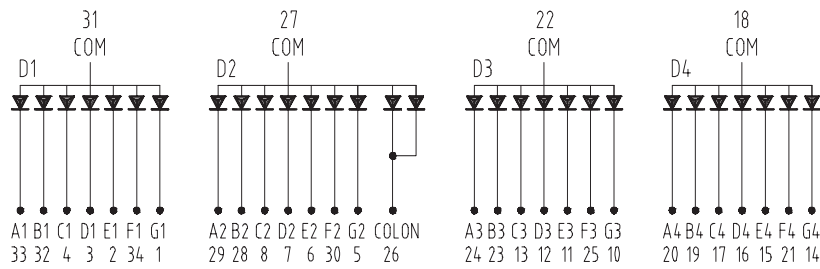 31 27 22 18
COM COM COM COM
D1 D2 D3 D4
A1 B1 C1 D1 E1 F1 G1 A2 B2 C2 D2 E2 F2 G2 COLON A3 B3 C3 D3 E3 F3 G3 A4 B4 C4 D4 E4 F4 G4
33 32 4 3 2 34 1 29 28 8 7 6 30 5 26 24 23 13 12 11 25 10 20 19 17 16 15 21 14